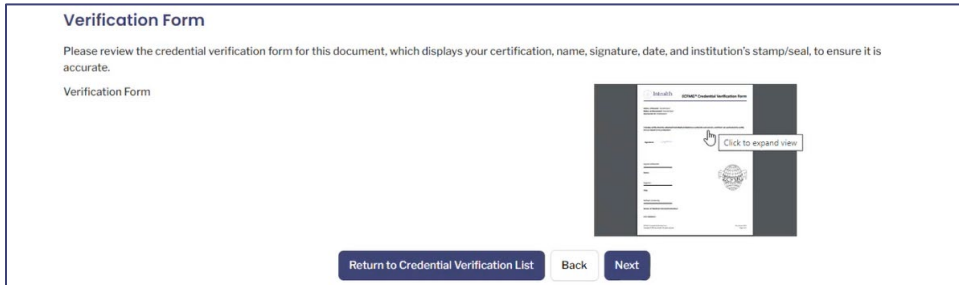 Verification Form
Please review the credential verification form for this document, which displays your certification, name, signature, date, and institution's stamp/seal, to ensure it is
accurate.
Verification Form
Intealth ECFMG® Credential Verification Form
Click to expand view
Return to Credential Verification List Back Next